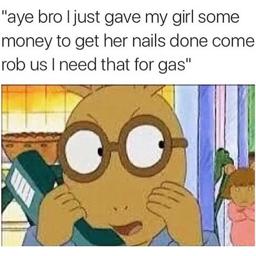 "aye bro I just gave my girl some
money to get her nails done come
rob us I need that for gas"